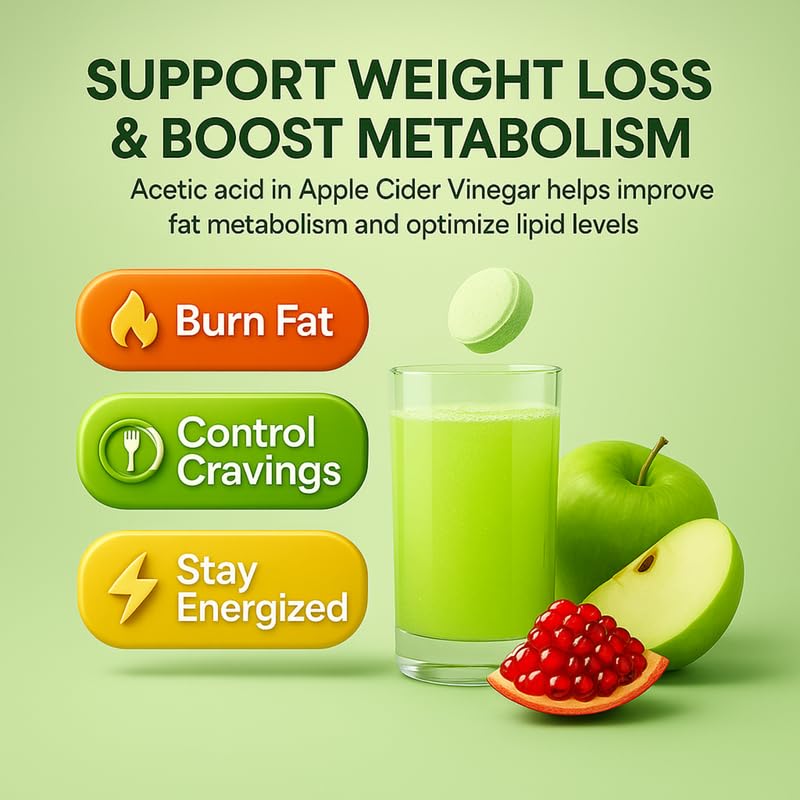 SUPPORT WEIGHT LOSS
& BOOST METABOLISM
Acetic acid in Apple Cider Vinegar helps improve
fat metabolism and optimize lipid levels
Burn Fat
Control
Cravings
Stay
Energized